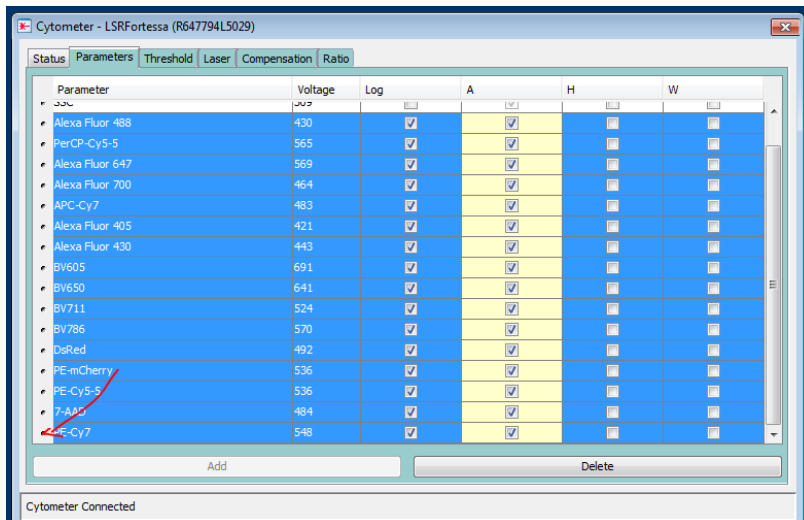 Cytometer - LSRFortessa (R647794L5029)
Status Parameters Threshold Laser Compensation Ratio
Parameter Voltage Log A H W
SSC 309
Alexa Fluor 488 430
PerCP-Cy5-5 565
Alexa Fluor 647 569
Alexa Fluor 700 464
APC-Cy7 483
Alexa Fluor 405 421
Alexa Fluor 430 443
BV605 691
BV650 641
BV711 524
BV786 570
DsRed 492
PE-mCherry 536
PE-Cy5-5 536
7-AAD 484
PE-Cy7 548
Add Delete
Cytometer Connected